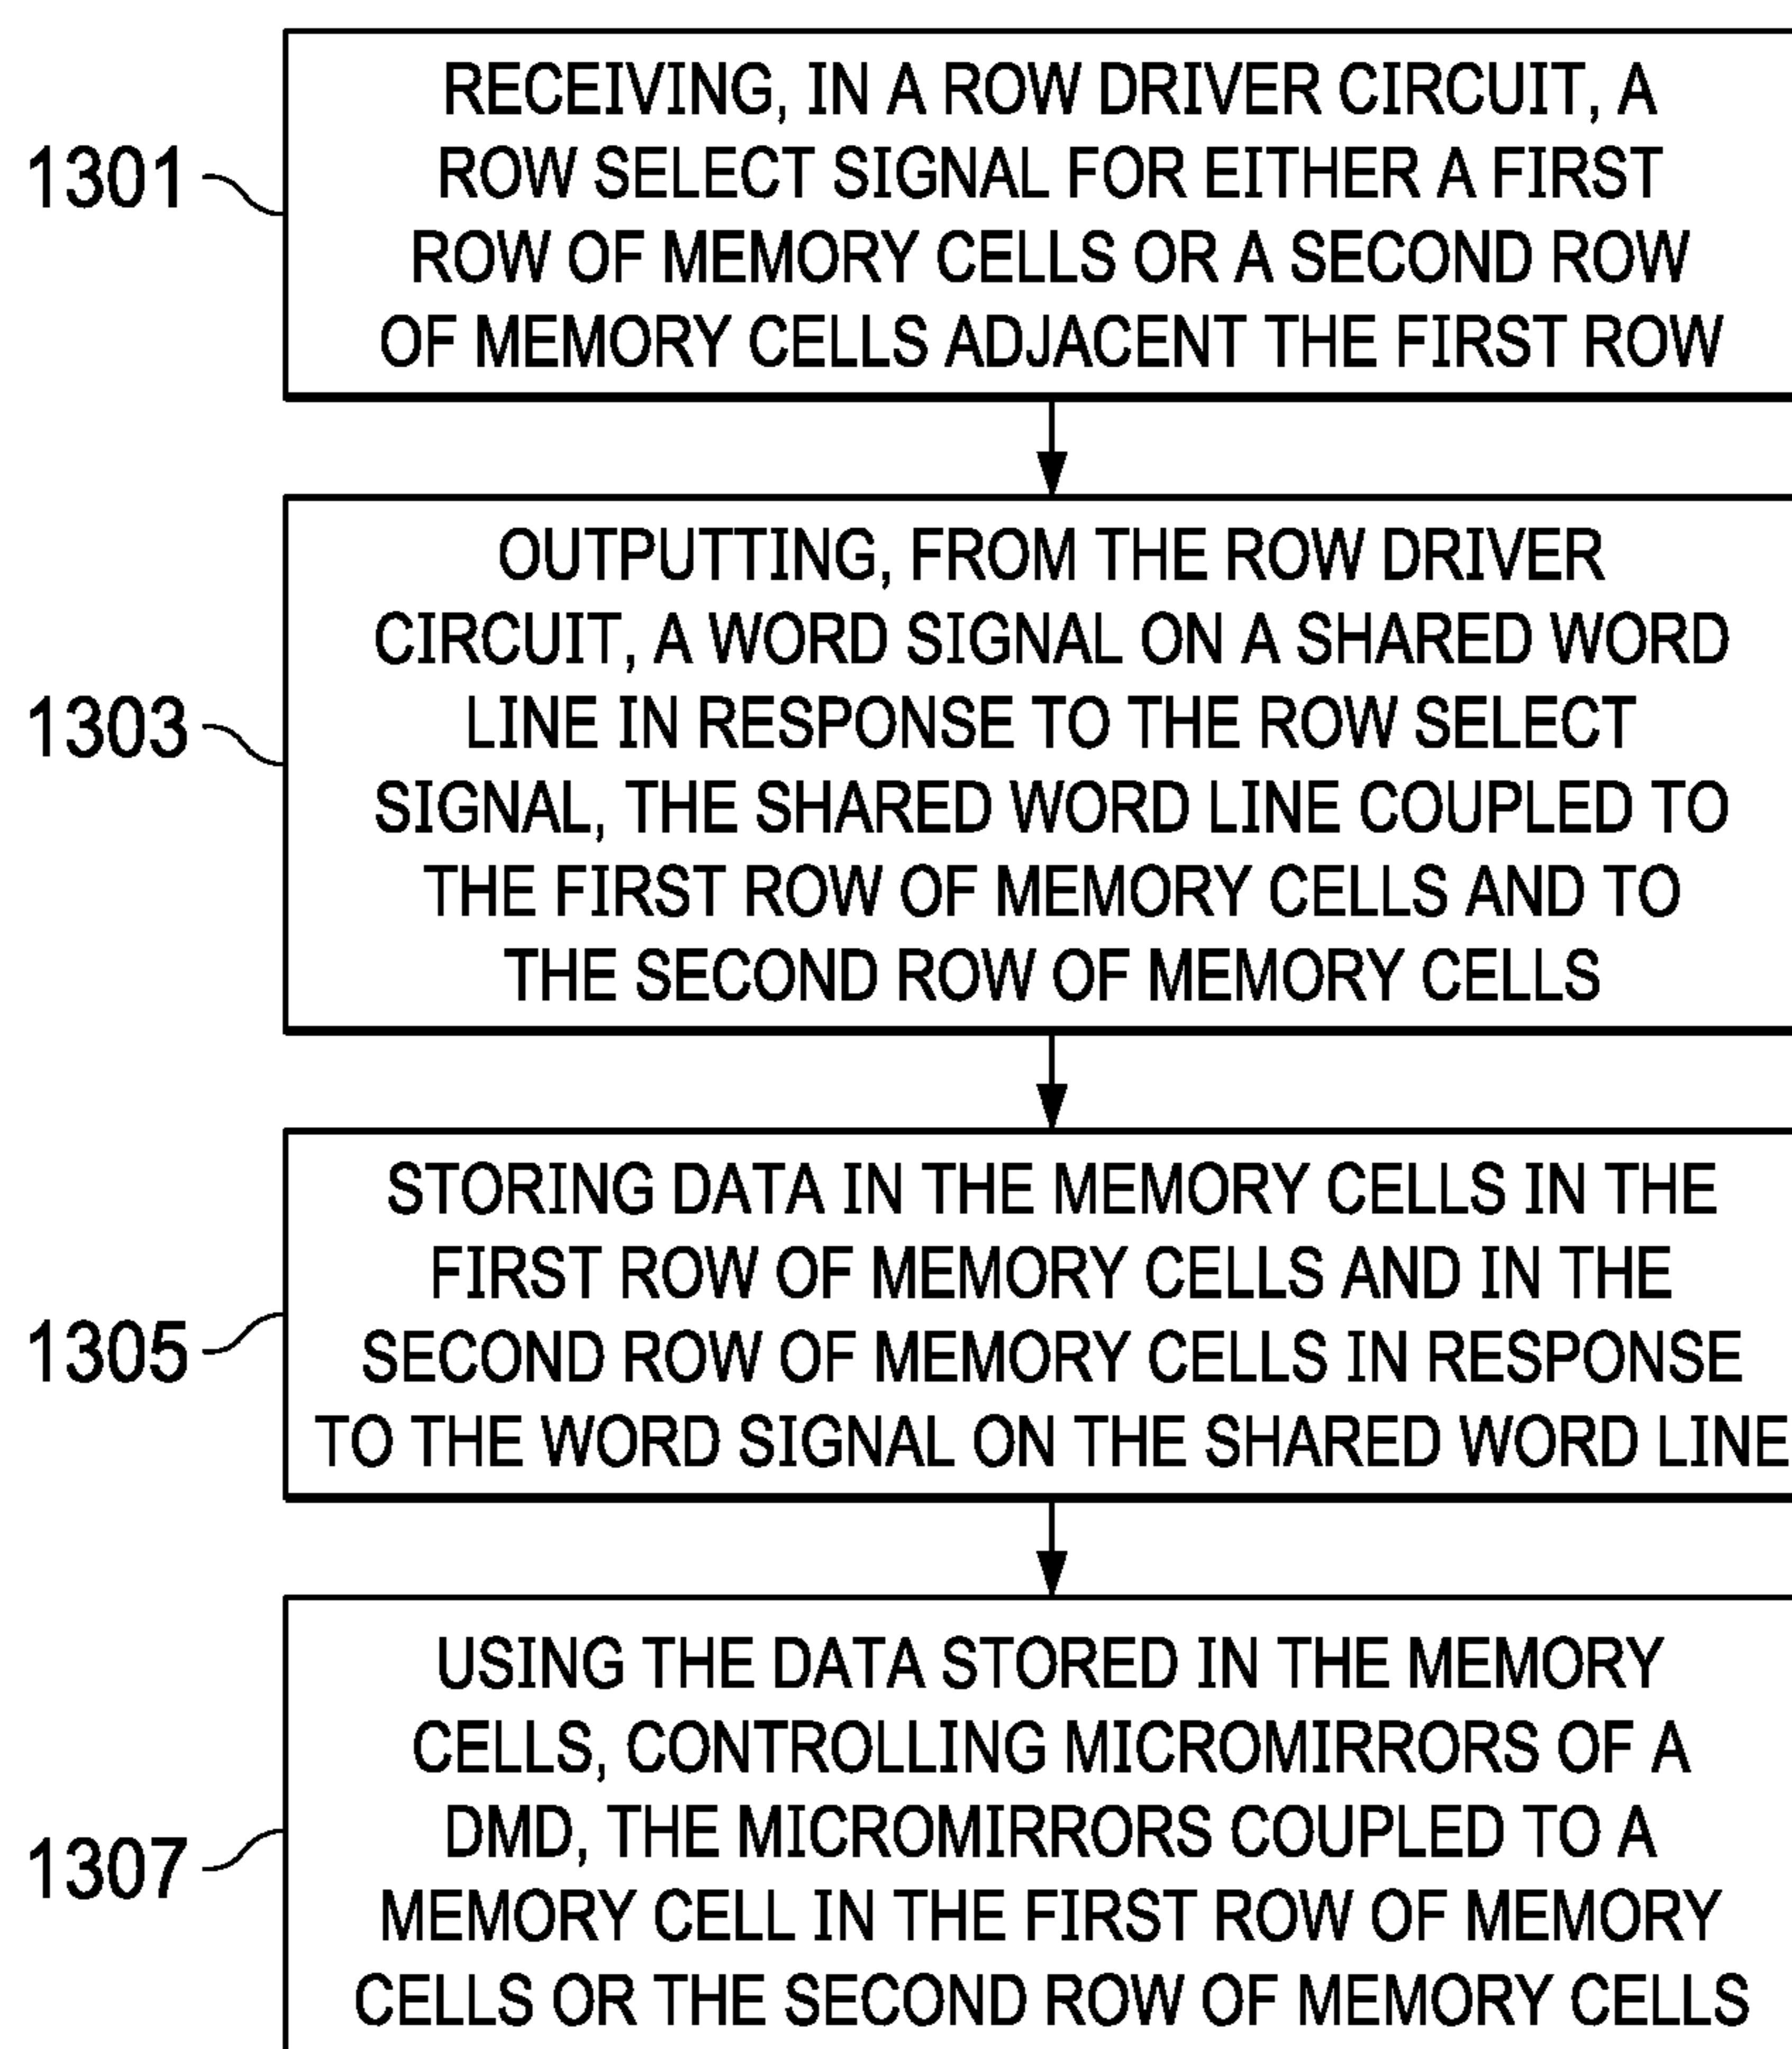 RECEIVING, IN A ROW DRIVER CIRCUIT, A
ROW SELECT SIGNAL FOR EITHER A FIRST
ROW OF MEMORY CELLS OR A SECOND ROW
OF MEMORY CELLS ADJACENT THE FIRST ROW
1301
OUTPUTTING, FROM THE ROW DRIVER
CIRCUIT, A WORD SIGNAL ON A SHARED WORD
LINE IN RESPONSE TO THE ROW SELECT
SIGNAL, THE SHARED WORD LINE COUPLED TO
THE FIRST ROW OF MEMORY CELLS AND TO
THE SECOND ROW OF MEMORY CELLS
1303
STORING DATA IN THE MEMORY CELLS IN THE
FIRST ROW OF MEMORY CELLS AND IN THE
SECOND ROW OF MEMORY CELLS IN RESPONSE
TO THE WORD SIGNAL ON THE SHARED WORD LINE
1305
USING THE DATA STORED IN THE MEMORY
CELLS, CONTROLLING MICROMIRRORS OF A
DMD, THE MICROMIRRORS COUPLED TO A
MEMORY CELL IN THE FIRST ROW OF MEMORY
CELLS OR THE SECOND ROW OF MEMORY CELLS
1307